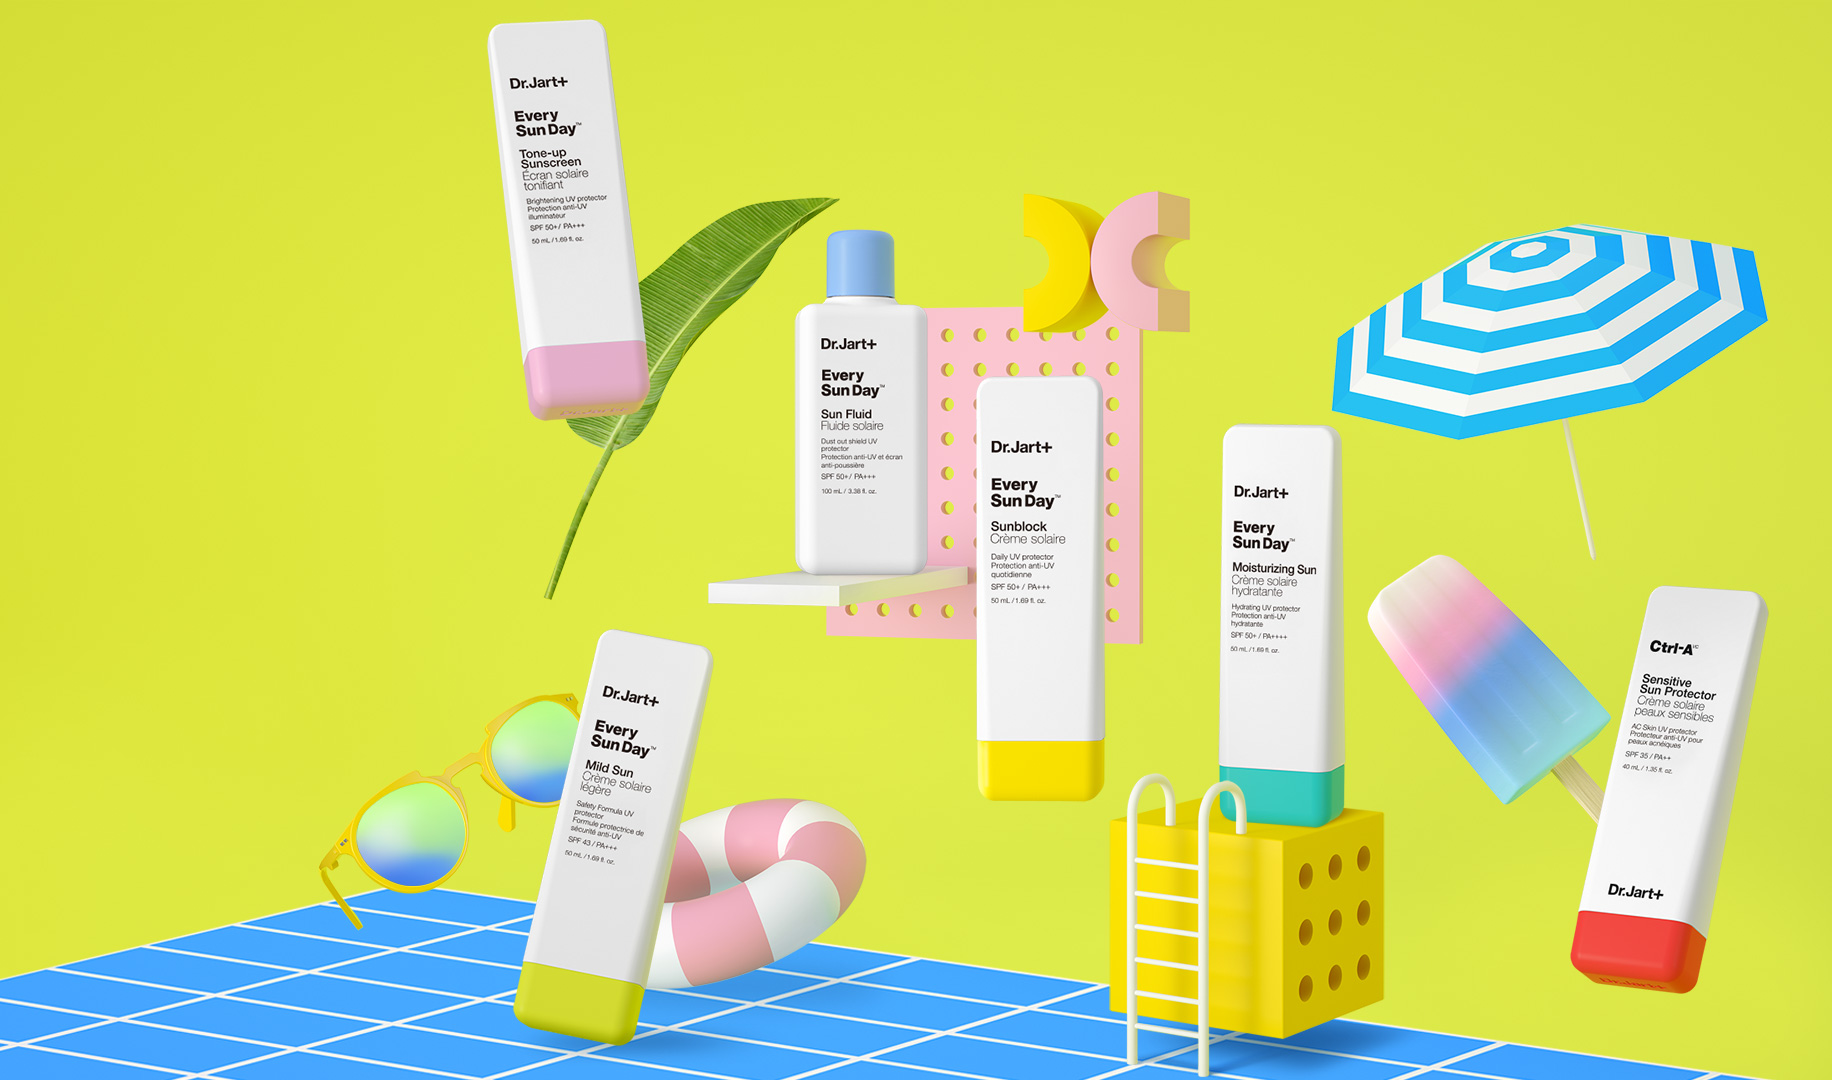 Dr.Jart+
Every
Sun Day™
Tone-up
Sunscreen
Écran solaire
tonifiant
Brightening UV protector
Protection anti-UV
illuminateur
SPF 50+ / PA+++
50 mL / 1.69 fl. oz.
Dr.Jart+
Dr.Jart+
Every
Sun Day™
Sun Fluid
Fluide solaire
Dust out shield UV
protector
Protection anti-UV et écran
anti-poussière
SPF 50+ / PA+++
100 mL / 3.38 fl. oz.
Dr.Jart+
Every
Sun Day™
Sunblock
Crème solaire
Daily UV protector
Protection anti-UV
quotidienne
SPF 50+ / PA+++
50 mL / 1.69 fl. oz.
Dr.Jart+
Every
Sun Day™
Moisturizing Sun
Crème solaire
hydratante
Hydrating UV protector
Protection anti-UV
hydratante
SPF 50+ / PA++++
50 mL / 1.69 fl. oz.
Dr.Jart+
Every
Sun Day™
Mild Sun
Crème solaire
légère
Safety Formula UV
protector
Formule protectrice de
sécurité anti-UV
SPF 43 / PA+++
50 mL / 1.69 fl. oz.
Ctrl-A
Sensitive
Sun Protector
Crème solaire
peaux sensibles
AC Skin UV protector
Protecteur anti-UV pour
peaux acnéiques
SPF 35 / PA++
40 mL / 1.35 fl. oz.
Dr.Jart+
Dr.Jart+